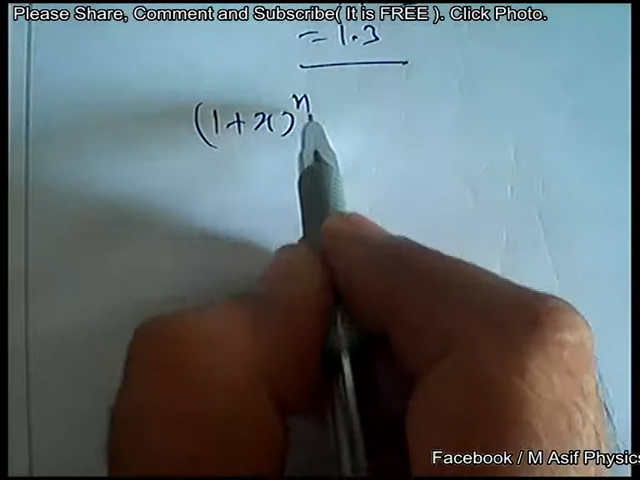 Please Share, Comment and Subscribe( It is FREE ). Click Photo.
= 1.3
(1+x)^n
Facebook / M Asif Physics